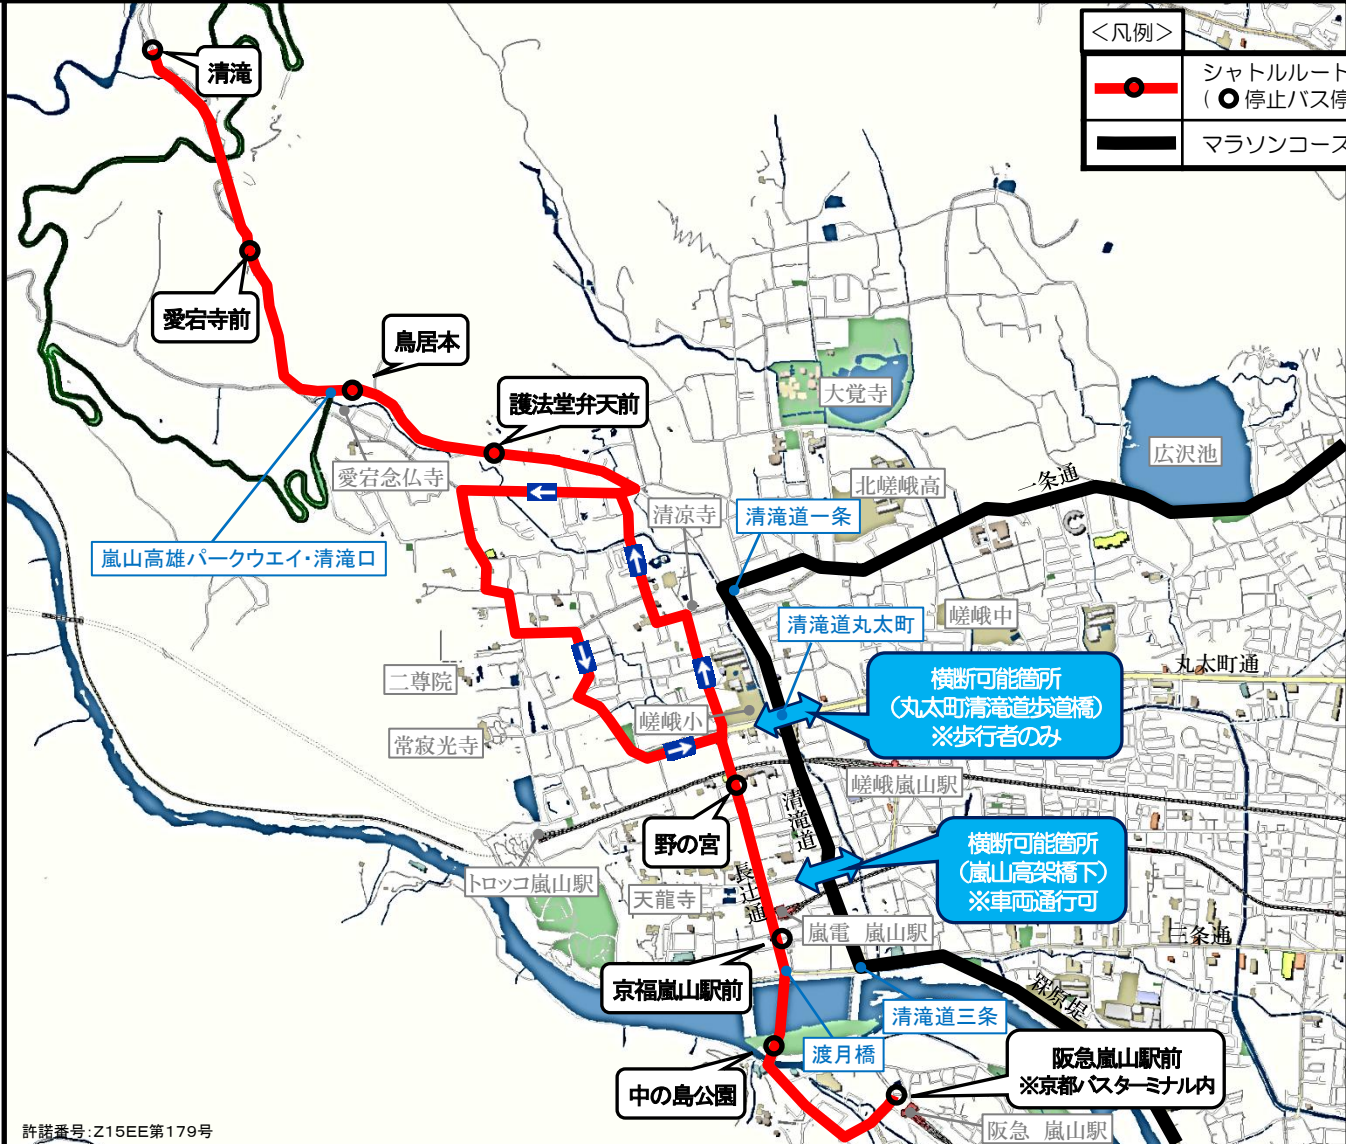 <凡例>
シャトルルート
(停止バス停
マラソンコース
清滝
愛宕寺前
鳥居本
護法堂弁天前
大覚寺
広沢池
愛宕念仏寺
北嵯峨高
一条通
清凉寺
清滝道一条
嵐山高雄パークウエイ・清滝口
清滝道丸太町
嵯峨中
丸太町通
二尊院
横断可能箇所
(丸太町清滝道歩道橋)
※歩行者のみ
嵯峨小
常寂光寺
嵯峨嵐山駅
清滝道
野の宮
横断可能箇所
(嵐山高架橋下)
※車両通行可
トロッコ嵐山駅
天龍寺
長辻通
嵐電 嵐山駅
三条通
京福嵐山駅前
罧原堤
清滝道三条
渡月橋
阪急嵐山駅前
※京都バスターミナル内
中の島公園
阪急 嵐山駅
許諾番号:Z15EE第179号